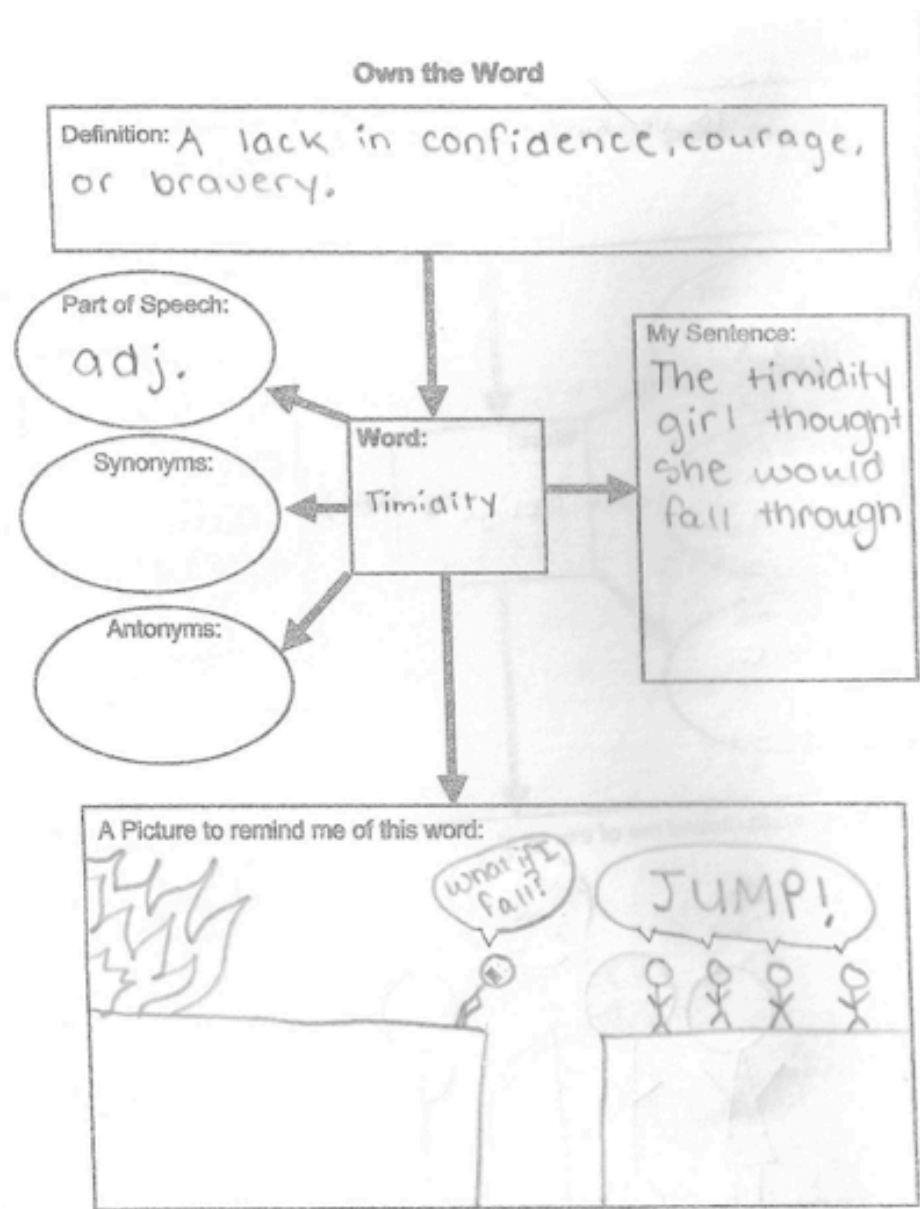 Own the Word
Definition: A lack in confidence, courage,
or bravery.
Part of Speech:
adj.
My Sentence:
The timidity
girl thought
she would
fall through
Word:
Timidity
Synonyms:
Antonyms:
A Picture to remind me of this word:
What if I
fall?
JUMP!